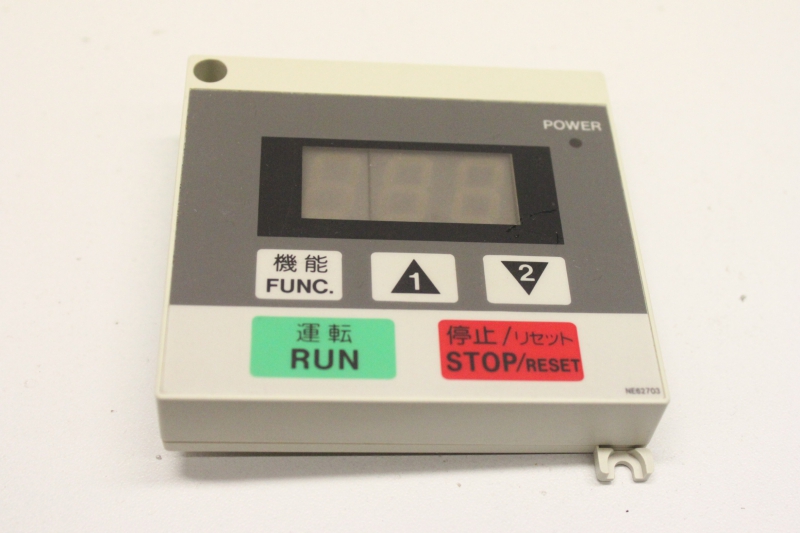 POWER
機能
FUNC.
1
2
運転
RUN
停止/リセット
STOP/RESET
NE82703